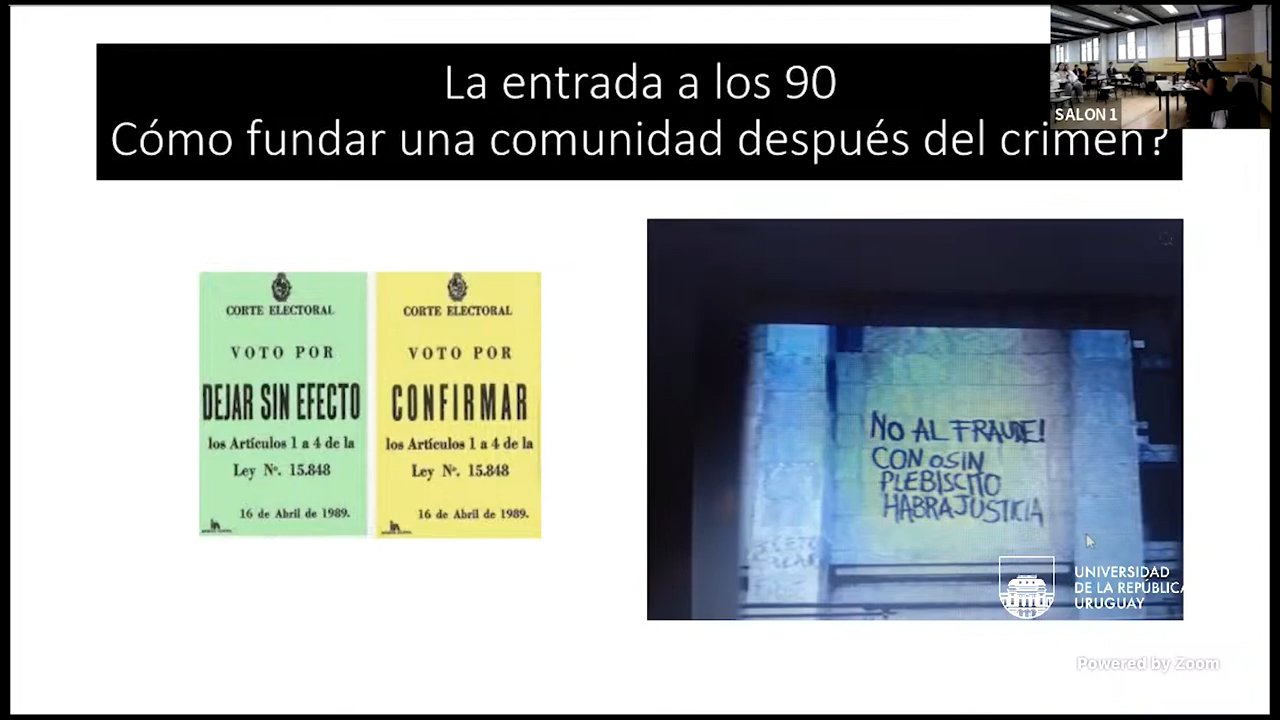 La entrada a los 90
Cómo fundar una comunidad después del crimen?
SALON 1
CORTE ELECTORAL
VOTO POR
DEJAR SIN EFECTO
los Artículos 1 a 4 de la
Ley Nº. 15.848
16 de Abril de 1989.
CORTE ELECTORAL
VOTO POR
CONFIRMAR
los Artículos 1 a 4 de la
Ley Nº. 15.848
16 de Abril de 1989.
NO AL FRAUDE!
CON O SIN
PLEBISCITO
HABRA JUSTICIA
UNIVERSIDAD
DE LA REPÚBLICA
URUGUAY
Powered by Zoom